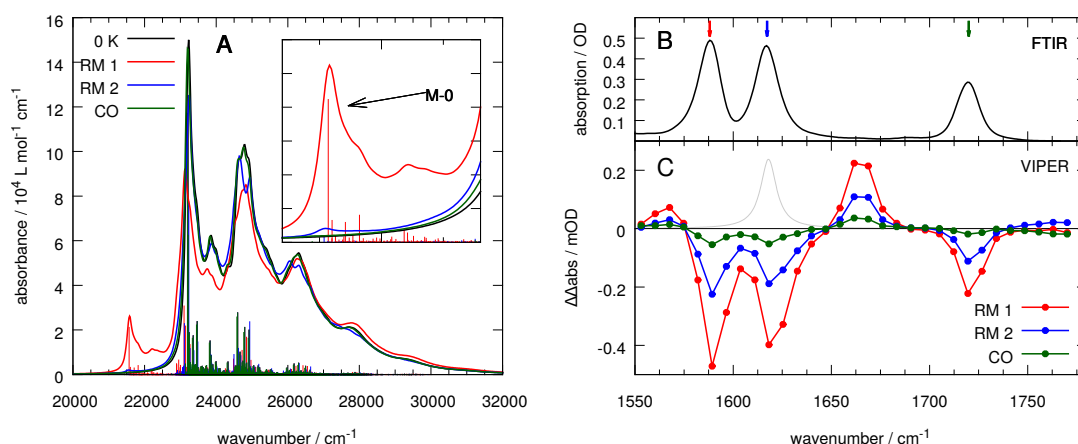 A
0 K
RM 1
RM 2
CO
M-0
absorbance / 10⁴ L mol⁻¹ cm⁻¹
16
14
12
10
8
6
4
2
0
20000 22000 24000 26000 28000 30000 32000
wavenumber / cm⁻¹
B
FTIR
absorption / OD
0.5
0.4
0.3
0.2
0.1
C
VIPER
ΔΔabs / mOD
0.2
0
-0.2
-0.4
RM 1
RM 2
CO
1550 1600 1650 1700 1750
wavenumber / cm⁻¹